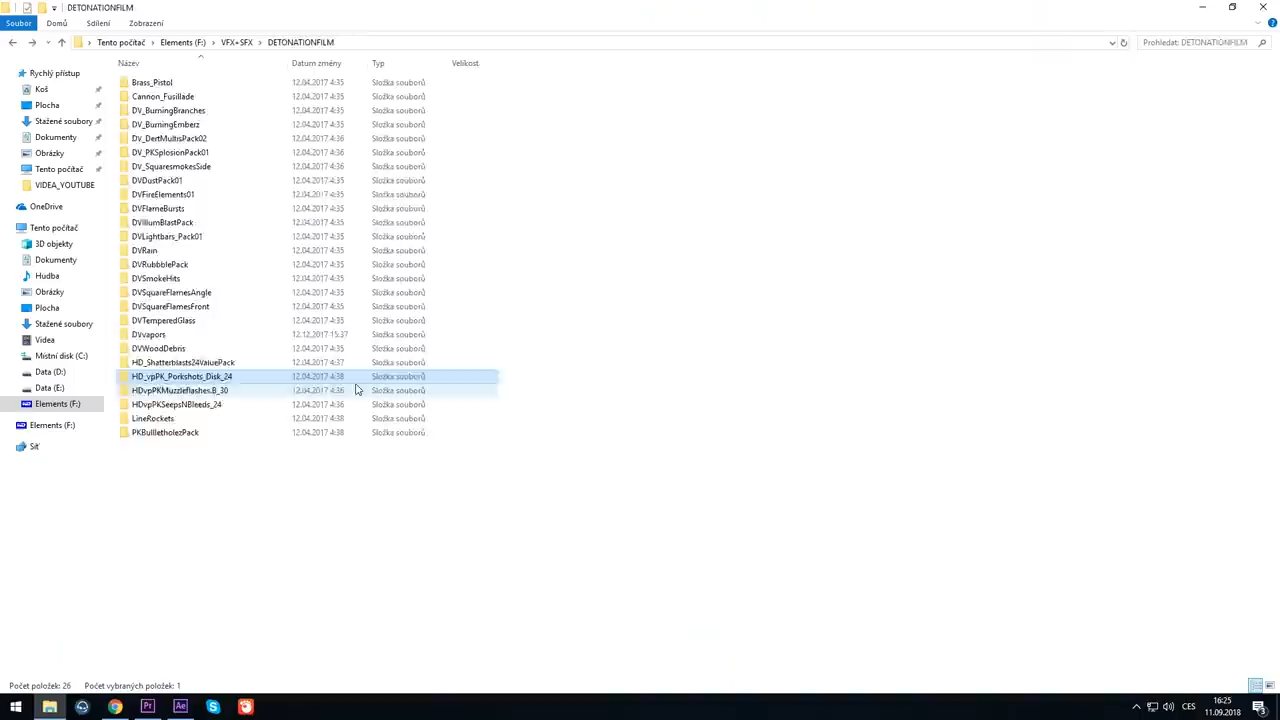 DETONATIONFILM
Soubor Domů Sdílení Zobrazení
Tento počítač Elements (F:) VFX+SFX DETONATIONFILM
Prohledat: DETONATIONFILM
Název Datum změny Typ Velikost
Rychlý přístup
Koš
Plocha
Stažené soubory
Dokumenty
Obrázky
Tento počítač
VIDEA_YOUTUBE
OneDrive
Tento počítač
3D objekty
Dokumenty
Hudba
Obrázky
Plocha
Stažené soubory
Videa
Místní disk (C:)
Data (D:)
Data (E:)
Elements (F:)
Elements (F:)
Síť
Brass_Pistol 12.04.2017 4:35 Složka souborů
Cannon_Fusillade 12.04.2017 4:35 Složka souborů
DV_BurningBranches 12.04.2017 4:35 Složka souborů
DV_BurningEmberz 12.04.2017 4:35 Složka souborů
DV_DertMultisPack02 12.04.2017 4:36 Složka souborů
DV_PKSplosionPack01 12.04.2017 4:36 Složka souborů
DV_SquaresmokesSide 12.04.2017 4:36 Složka souborů
DVDustPack01 12.04.2017 4:35 Složka souborů
DVFireElements01 12.04.2017 4:35 Složka souborů
DVFlameBursts 12.04.2017 4:35 Složka souborů
DVIllumBlastPack 12.04.2017 4:35 Složka souborů
DVLightbars_Pack01 12.04.2017 4:35 Složka souborů
DVRain 12.04.2017 4:35 Složka souborů
DVRubbblePack 12.04.2017 4:35 Složka souborů
DVSmokeHits 12.04.2017 4:35 Složka souborů
DVSquareFlamesAngle 12.04.2017 4:35 Složka souborů
DVSquareFlamesFront 12.04.2017 4:35 Složka souborů
DVTemperedGlass 12.04.2017 4:35 Složka souborů
DVvapors 12.12.2017 15:37 Složka souborů
DVWoodDebris 12.04.2017 4:35 Složka souborů
HD_Shatterblasts24ValuePack 12.04.2017 4:37 Složka souborů
HD_vpPK_Porkshots_Disk_24 12.04.2017 4:38 Složka souborů
HDvpPKMuzzleflashes.B_30 12.04.2017 4:36 Složka souborů
HDvpPKSeepsNBleeds_24 12.04.2017 4:36 Složka souborů
LineRockets 12.04.2017 4:38 Složka souborů
PKBullletholezPack 12.04.2017 4:38 Složka souborů
Počet položek: 26 Počet vybraných položek: 1
Pr Ae
CES
16:25
11.09.2018
3